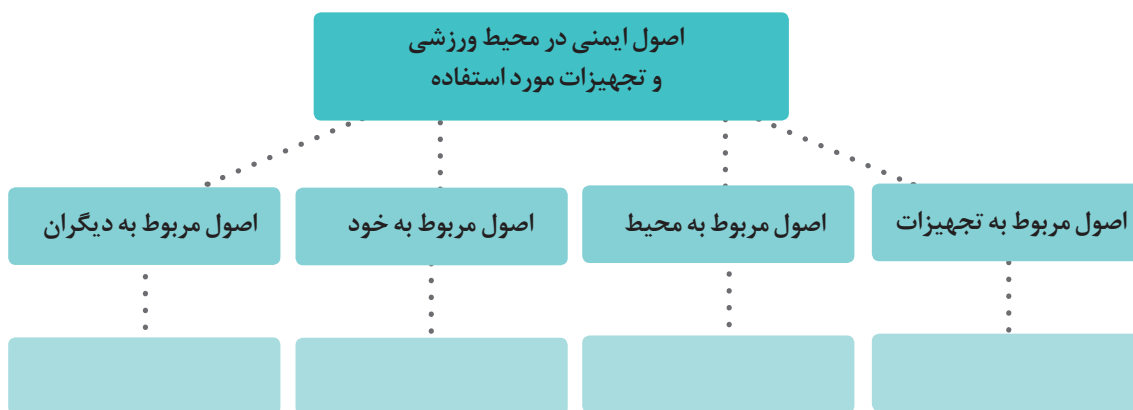 اصول ایمنی در محیط ورزشی
و تجهیزات مورد استفاده
اصول مربوط به تجهیزات
اصول مربوط به محیط
اصول مربوط به خود
اصول مربوط به دیگران